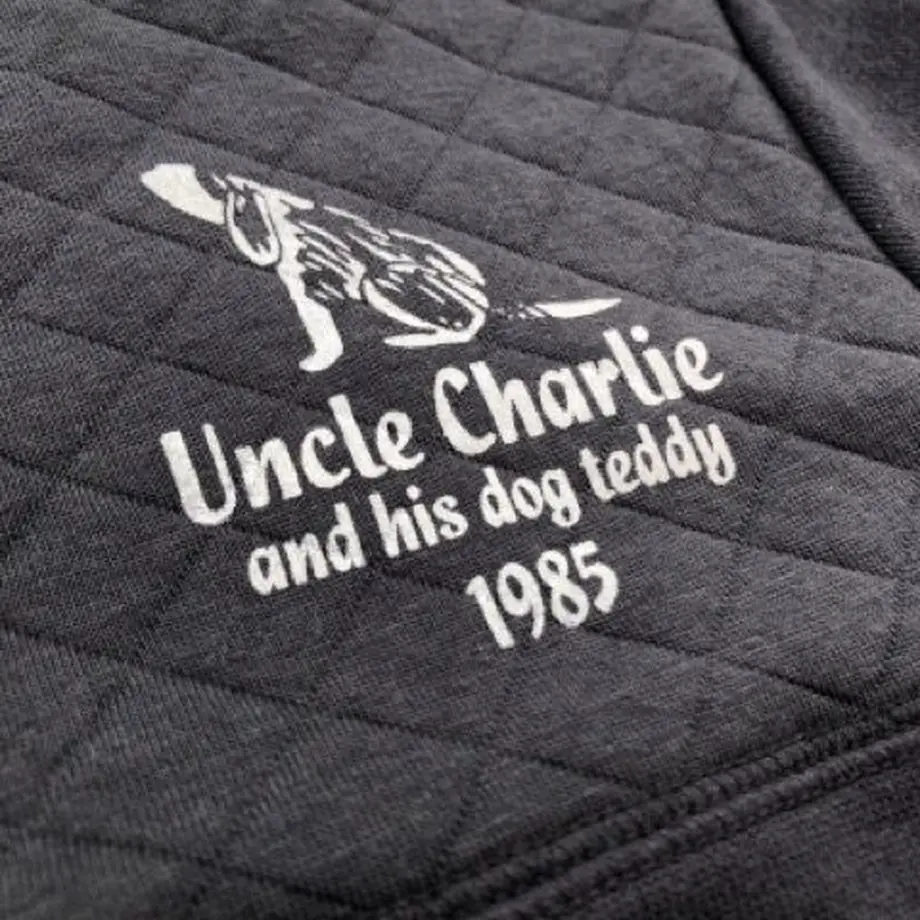 Uncle Charlie
and his dog teddy
1985